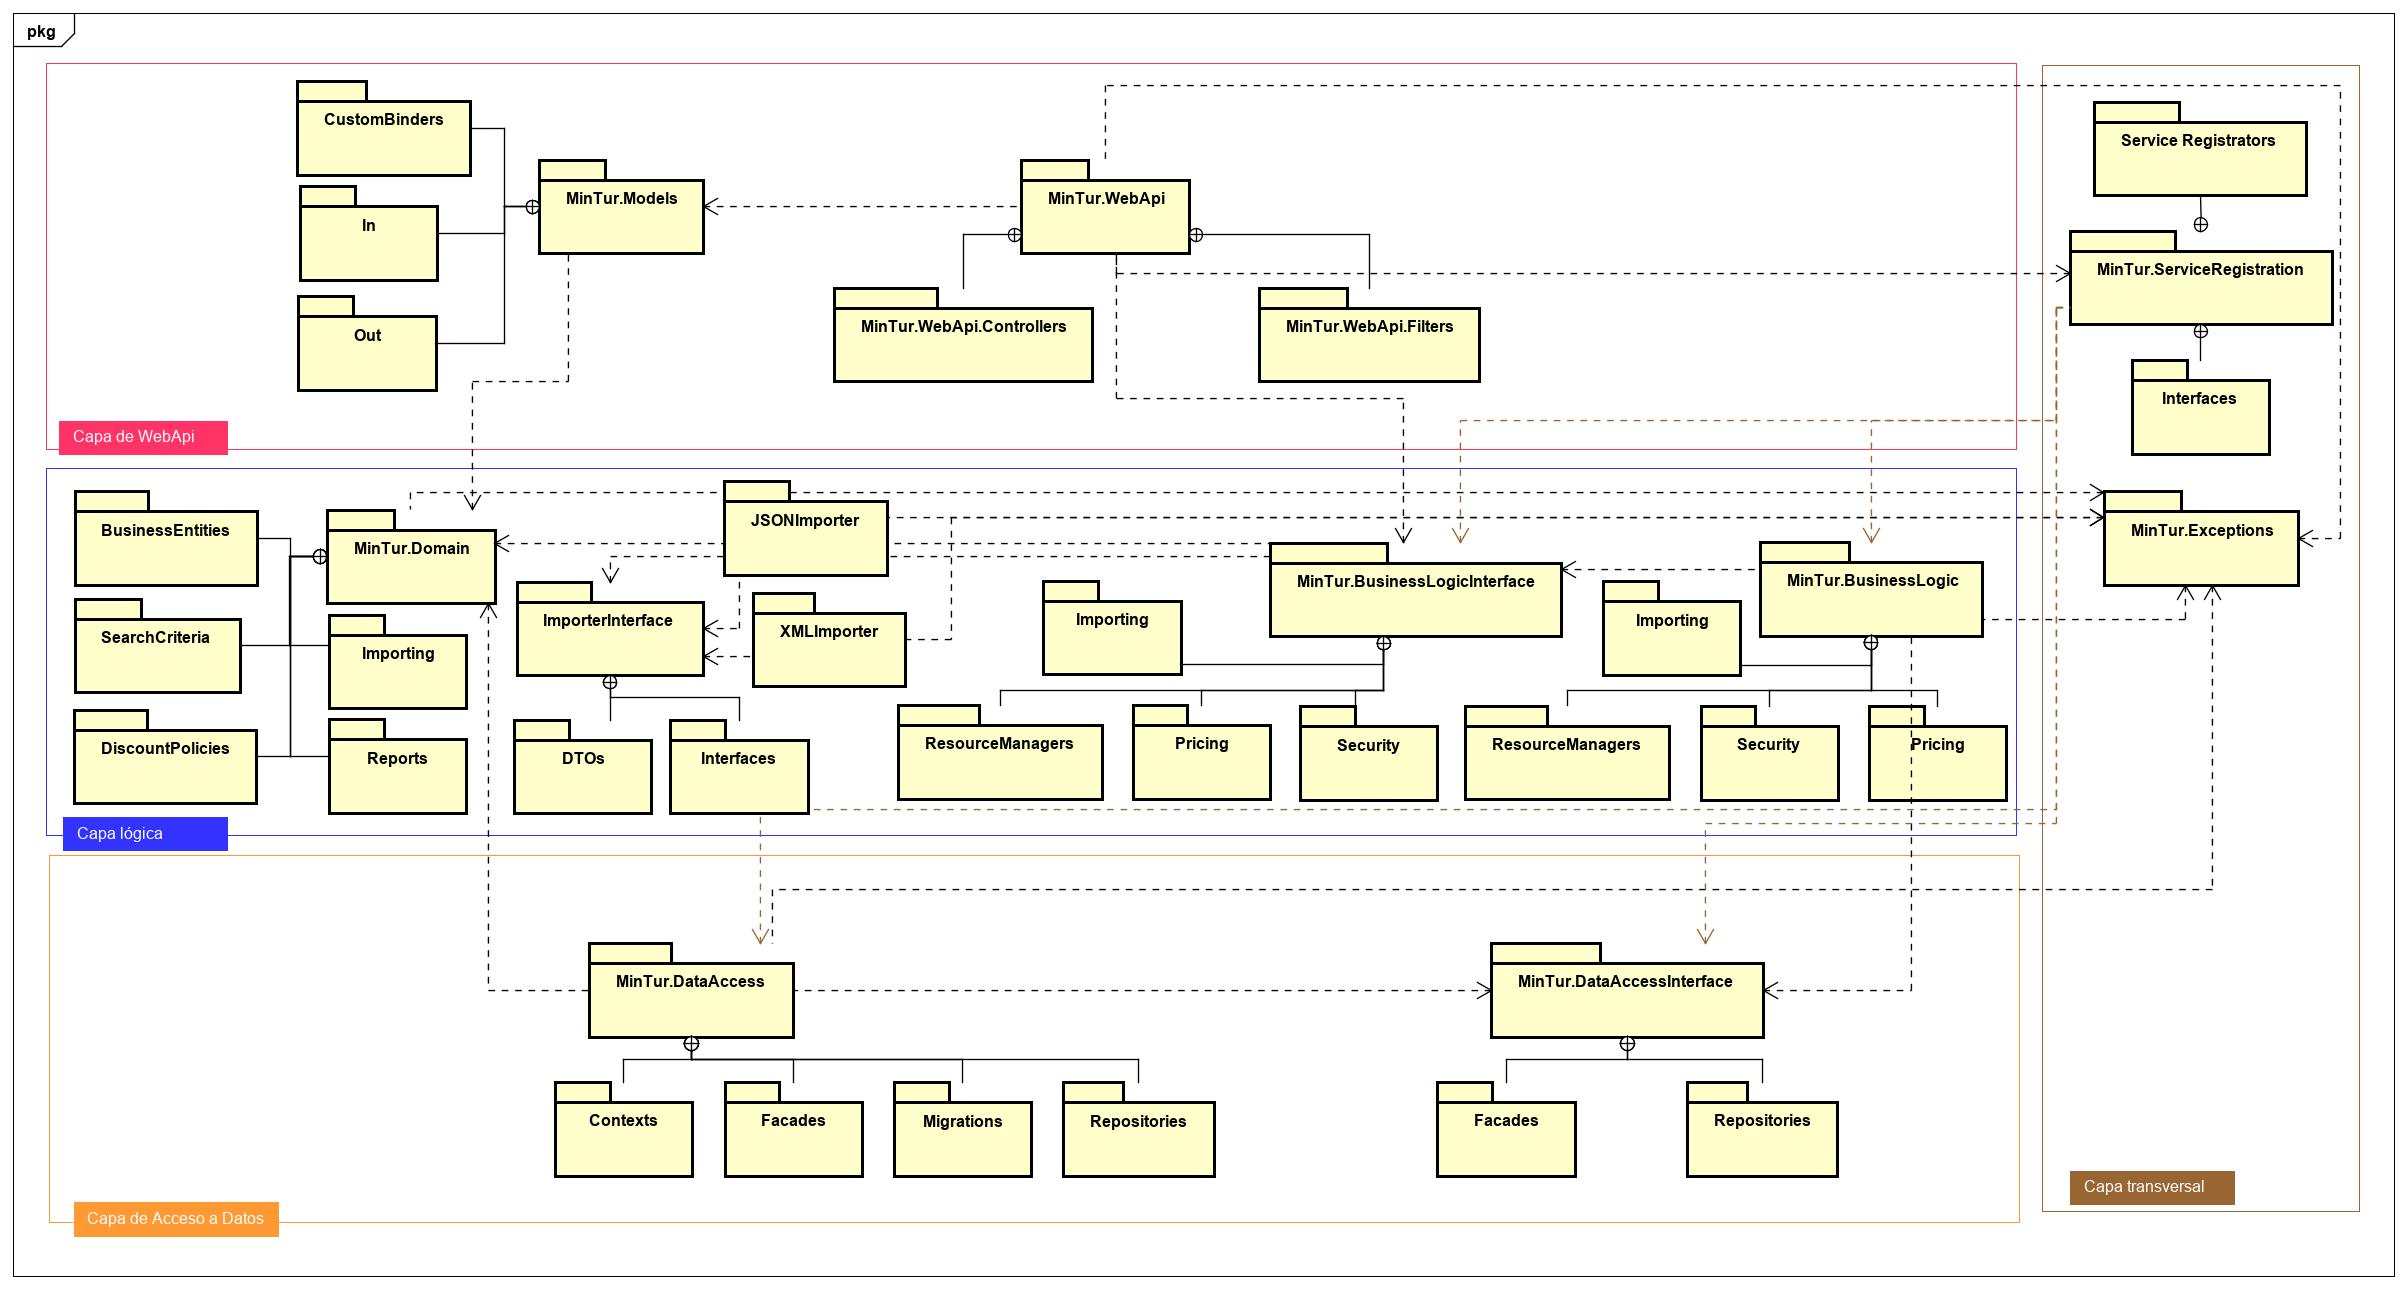 pkg
CustomBinders
In
Out
MinTur.Models
MinTur.WebApi
MinTur.WebApi.Controllers
MinTur.WebApi.Filters
Capa de WebApi
Service Registrators
MinTur.ServiceRegistration
Interfaces
MinTur.Exceptions
BusinessEntities
MinTur.Domain
SearchCriteria
Importing
DiscountPolicies
Reports
JSONImporter
ImporterInterface
XMLImporter
DTOs
Interfaces
MinTur.BusinessLogicInterface
Importing
ResourceManagers
Pricing
Security
MinTur.BusinessLogic
Importing
ResourceManagers
Security
Pricing
Capa lógica
MinTur.DataAccess
MinTur.DataAccessInterface
Contexts
Facades
Migrations
Repositories
Facades
Repositories
Capa de Acceso a Datos
Capa transversal